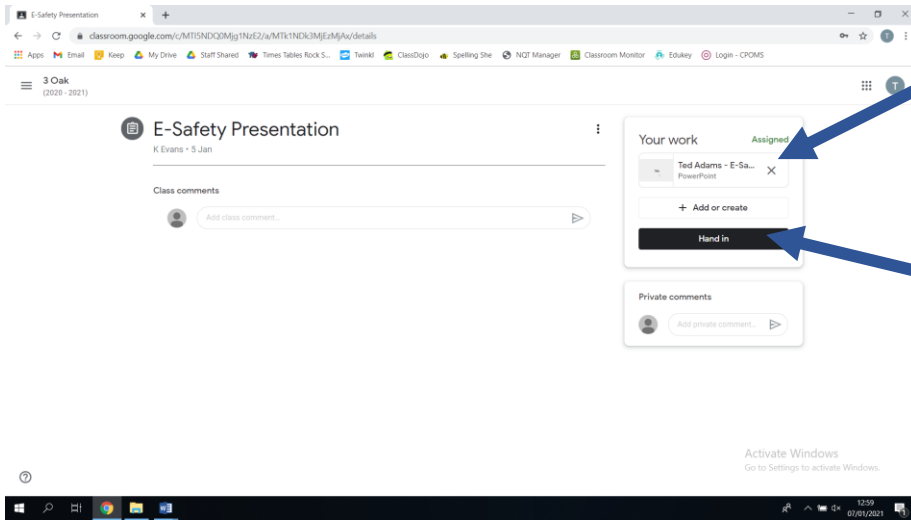 E-Safety Presentation
classroom.google.com/c/MTI5NDQ0Mjg1NzE2/a/MTk1NDk3MjEzMjAx/details
Apps
Email
Keep
My Drive
Staff Shared
Times Tables Rock S...
Twinkl
ClassDojo
Spelling She
NQT Manager
Classroom Monitor
Edukey
Login - CPOMS
3 Oak
(2020 - 2021)
T
E-Safety Presentation
K Evans • 5 Jan
Class comments
Add class comment...
Your work
Assigned
Ted Adams - E-Sa...
PowerPoint
+ Add or create
Hand in
Private comments
Add private comment...
Activate Windows
Go to Settings to activate Windows.
12:59
07/01/2021